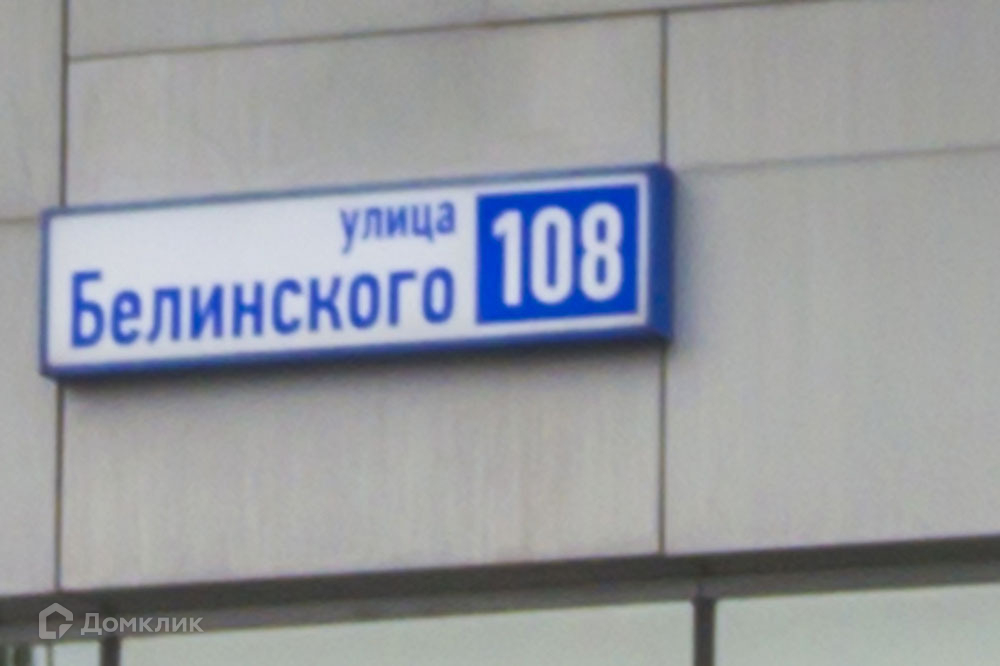 улица
Белинского
108
Домклик